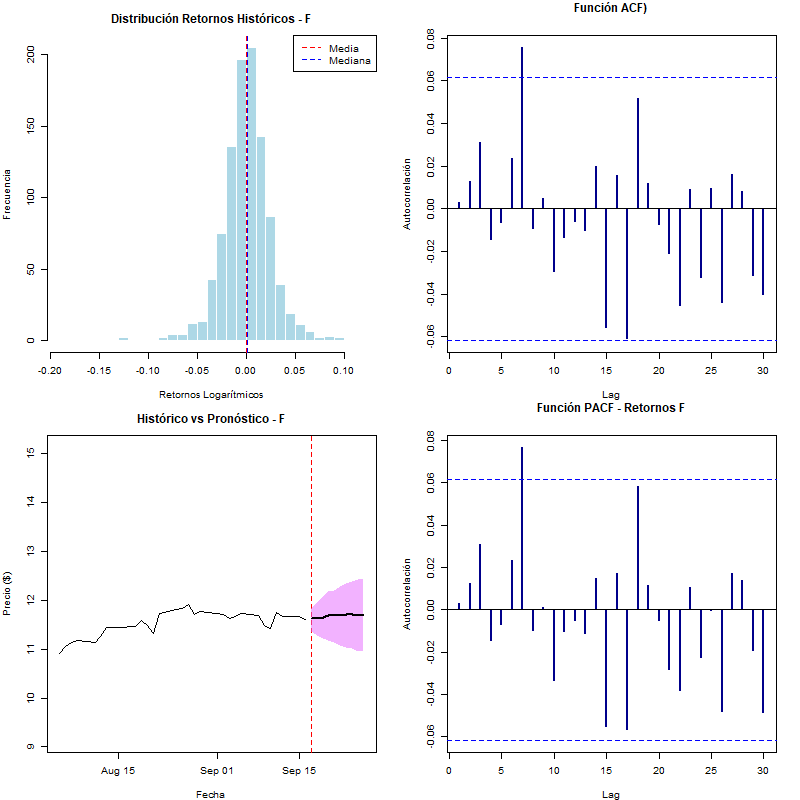 Distribución Retornos Históricos - F
Media
Mediana
Frecuencia
200
150
100
50
0
-0.20 -0.15 -0.10 -0.05 0.00 0.05 0.10
Retornos Logarítmicos
Función ACF)
Autocorrelación
0.08
0.06
0.04
0.02
0.00
-0.02
-0.04
-0.06
0 5 10 15 20 25 30
Lag
Histórico vs Pronóstico - F
Precio ($)
15
14
13
12
11
10
9
Aug 15 Sep 01 Sep 15
Fecha
Función PACF - Retornos F
Autocorrelación
0.08
0.06
0.04
0.02
0.00
-0.02
-0.04
-0.06
0 5 10 15 20 25 30
Lag